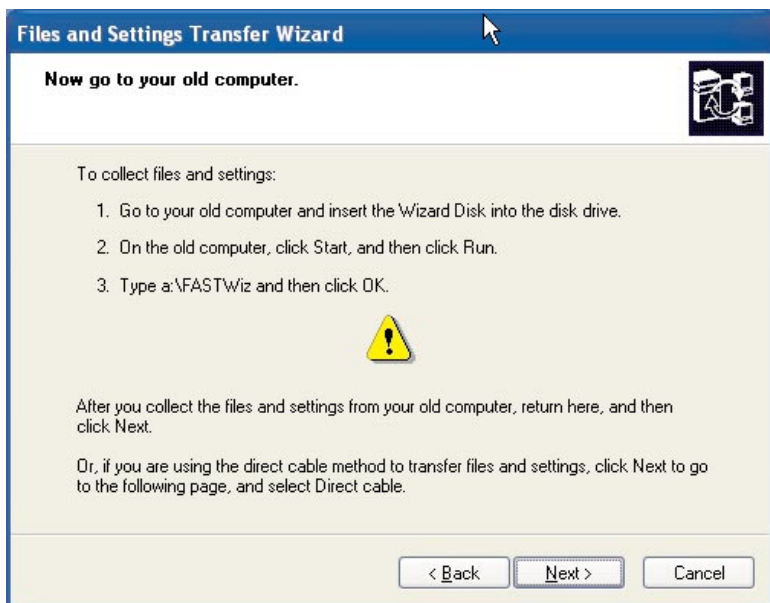 Files and Settings Transfer Wizard
Now go to your old computer.
To collect files and settings:
1. Go to your old computer and insert the Wizard Disk into the disk drive.
2. On the old computer, click Start, and then click Run.
3. Type a:\FASTWiz and then click OK.
After you collect the files and settings from your old computer, return here, and then
click Next.
Or, if you are using the direct cable method to transfer files and settings, click Next to go
to the following page, and select Direct cable.
< Back Next > Cancel